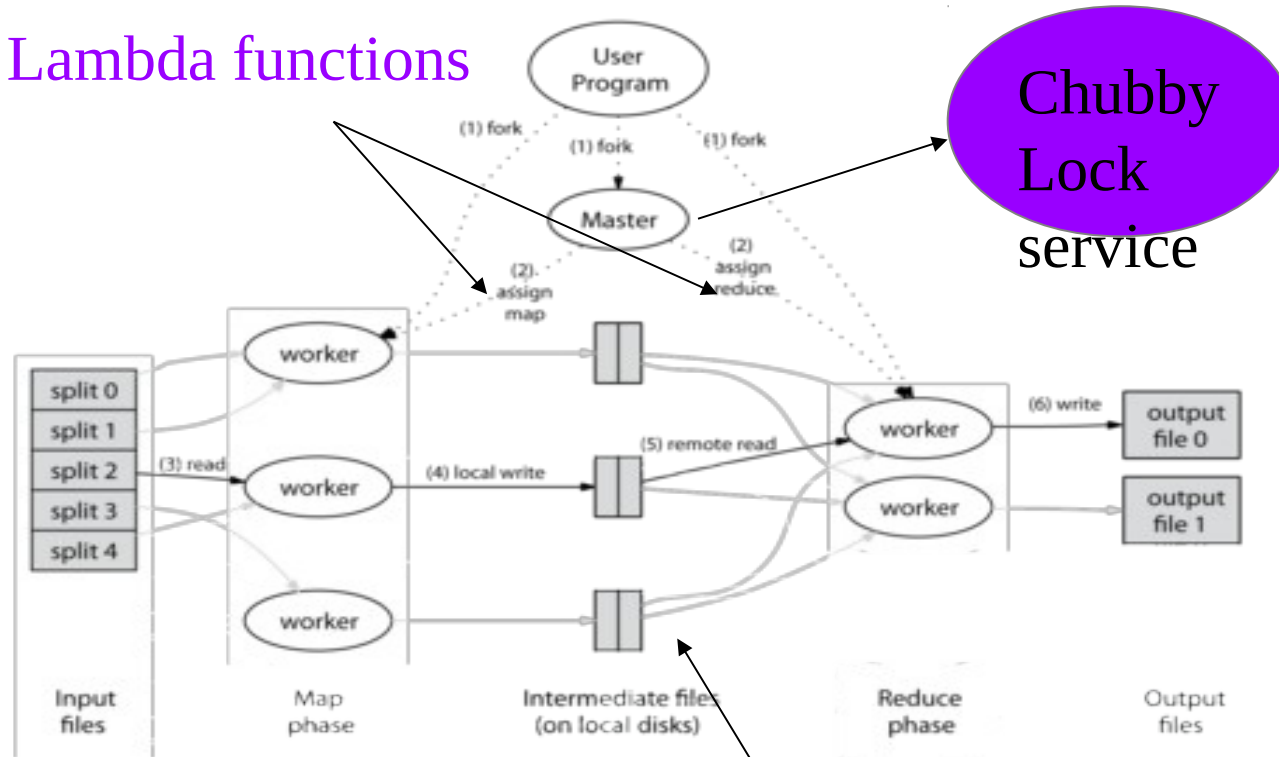 Lambda functions
User
Program
Chubby
Lock
service
(1) fork
(1) fork
(1) fork
Master
(2)
assign
map
(2)
assign
reduce
worker
worker
worker
split 0
split 1
split 2
split 3
split 4
(3) read
(4) local write
(5) remote read
worker
worker
(6) write
output
file 0
output
file 1
Input
files
Map
phase
Intermediate files
(on local disks)
Reduce
phase
Output
files